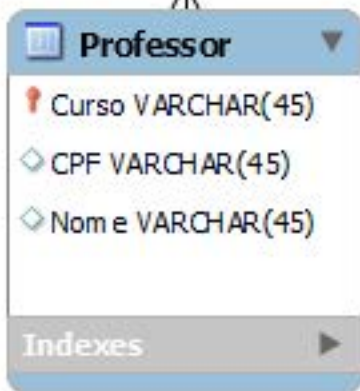 Professor
Curso VARCHAR(45)
CPF VARCHAR(45)
Nome VARCHAR(45)
Indexes